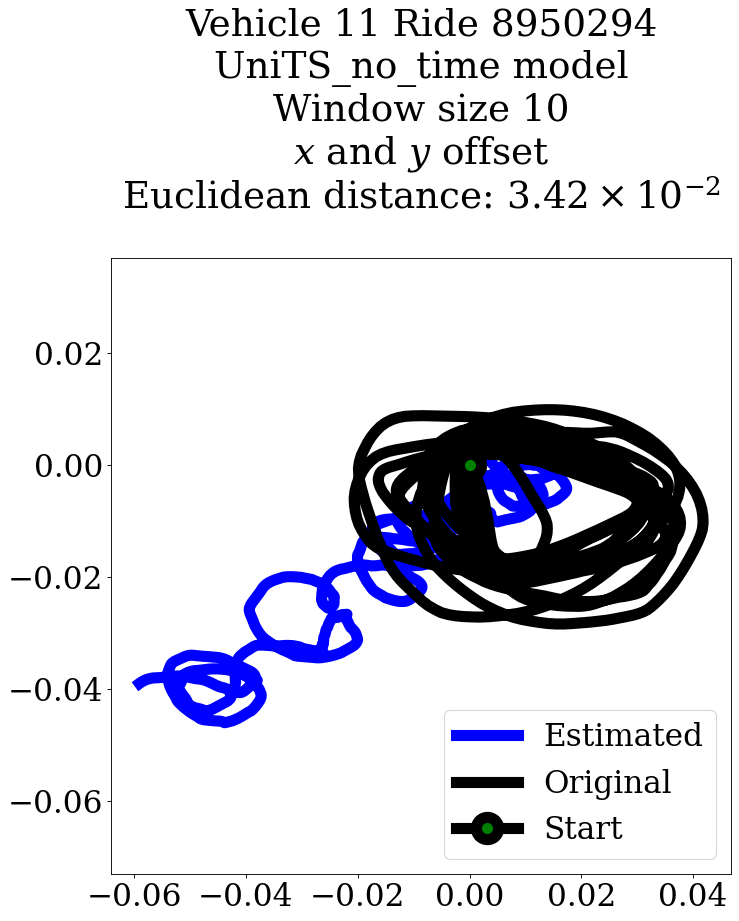 Vehicle 11 Ride 8950294
UniTS_no_time model
Window size 10
x and y offset
Euclidean distance: 3.42 × 10⁻²
0.02
0.00
−0.02
−0.04
−0.06
Estimated
Original
Start
−0.06 −0.04 −0.02 0.00 0.02 0.04